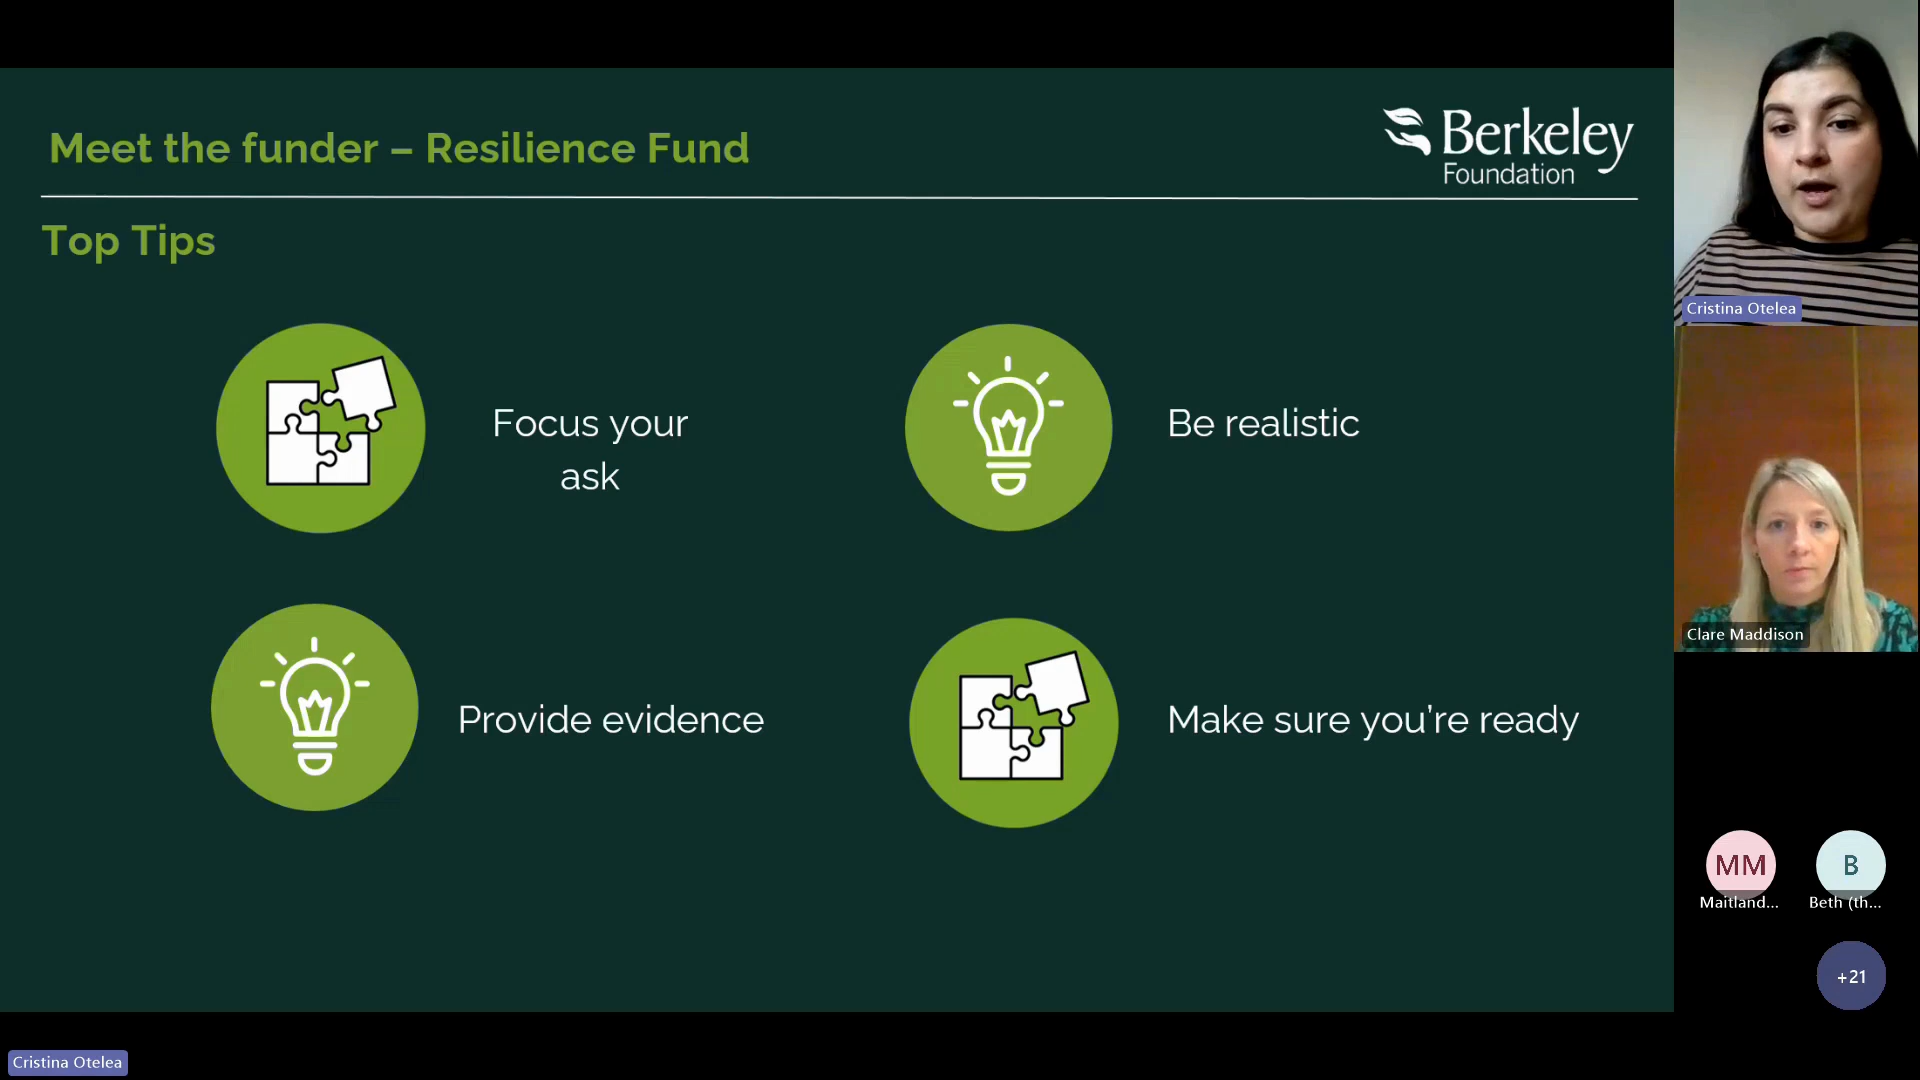 Meet the funder – Resilience Fund
Berkeley
Foundation
Top Tips
Focus your
ask
Be realistic
Provide evidence
Make sure you’re ready
Cristina Otelea
Clare Maddison
MM
Maitland...
B
Beth (th...
+21
Cristina Otelea